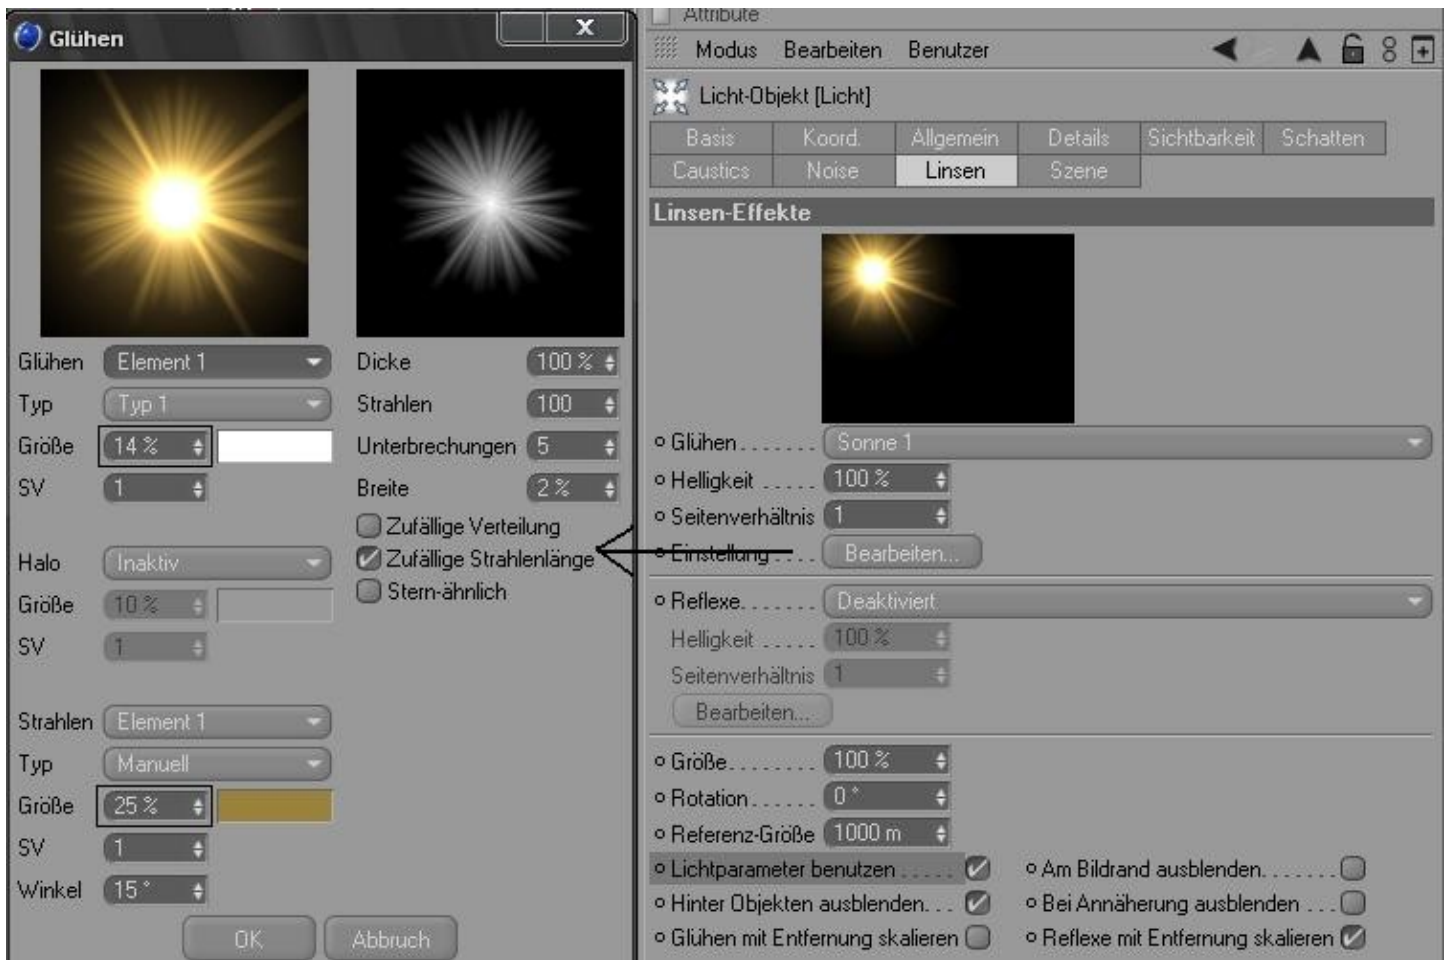 Glühen
X
Glühen Element 1
Typ Typ 1
Größe 14 %
SV 1
Halo Inaktiv
Größe 10 %
SV 1
Strahlen Element 1
Typ Manuell
Größe 25 %
SV 1
Winkel 15 °
Dicke 100 %
Strahlen 100
Unterbrechungen 5
Breite 2 %
Zufällige Verteilung
Zufällige Strahlenlänge
Stern-ähnlich
OK Abbruch
Attribute
Modus Bearbeiten Benutzer
Licht-Objekt [Licht]
Basis Koord. Allgemein Details Sichtbarkeit Schatten
Caustics Noise Linsen Szene
Linsen-Effekte
Glühen. . . . . . . Sonne 1
Helligkeit . . . . . 100 %
Seitenverhältnis 1
Einstellung . . . . Bearbeiten...
Reflexe. . . . . . . Deaktiviert
Helligkeit . . . . . 100 %
Seitenverhältnis 1
Bearbeiten...
Größe. . . . . . . . 100 %
Rotation . . . . . . 0 °
Referenz-Größe 1000 m
Lichtparameter benutzen . . . . . Am Bildrand ausblenden. . . . . . .
Hinter Objekten ausblenden. . . Bei Annäherung ausblenden . . .
Glühen mit Entfernung skalieren Reflexe mit Entfernung skalieren